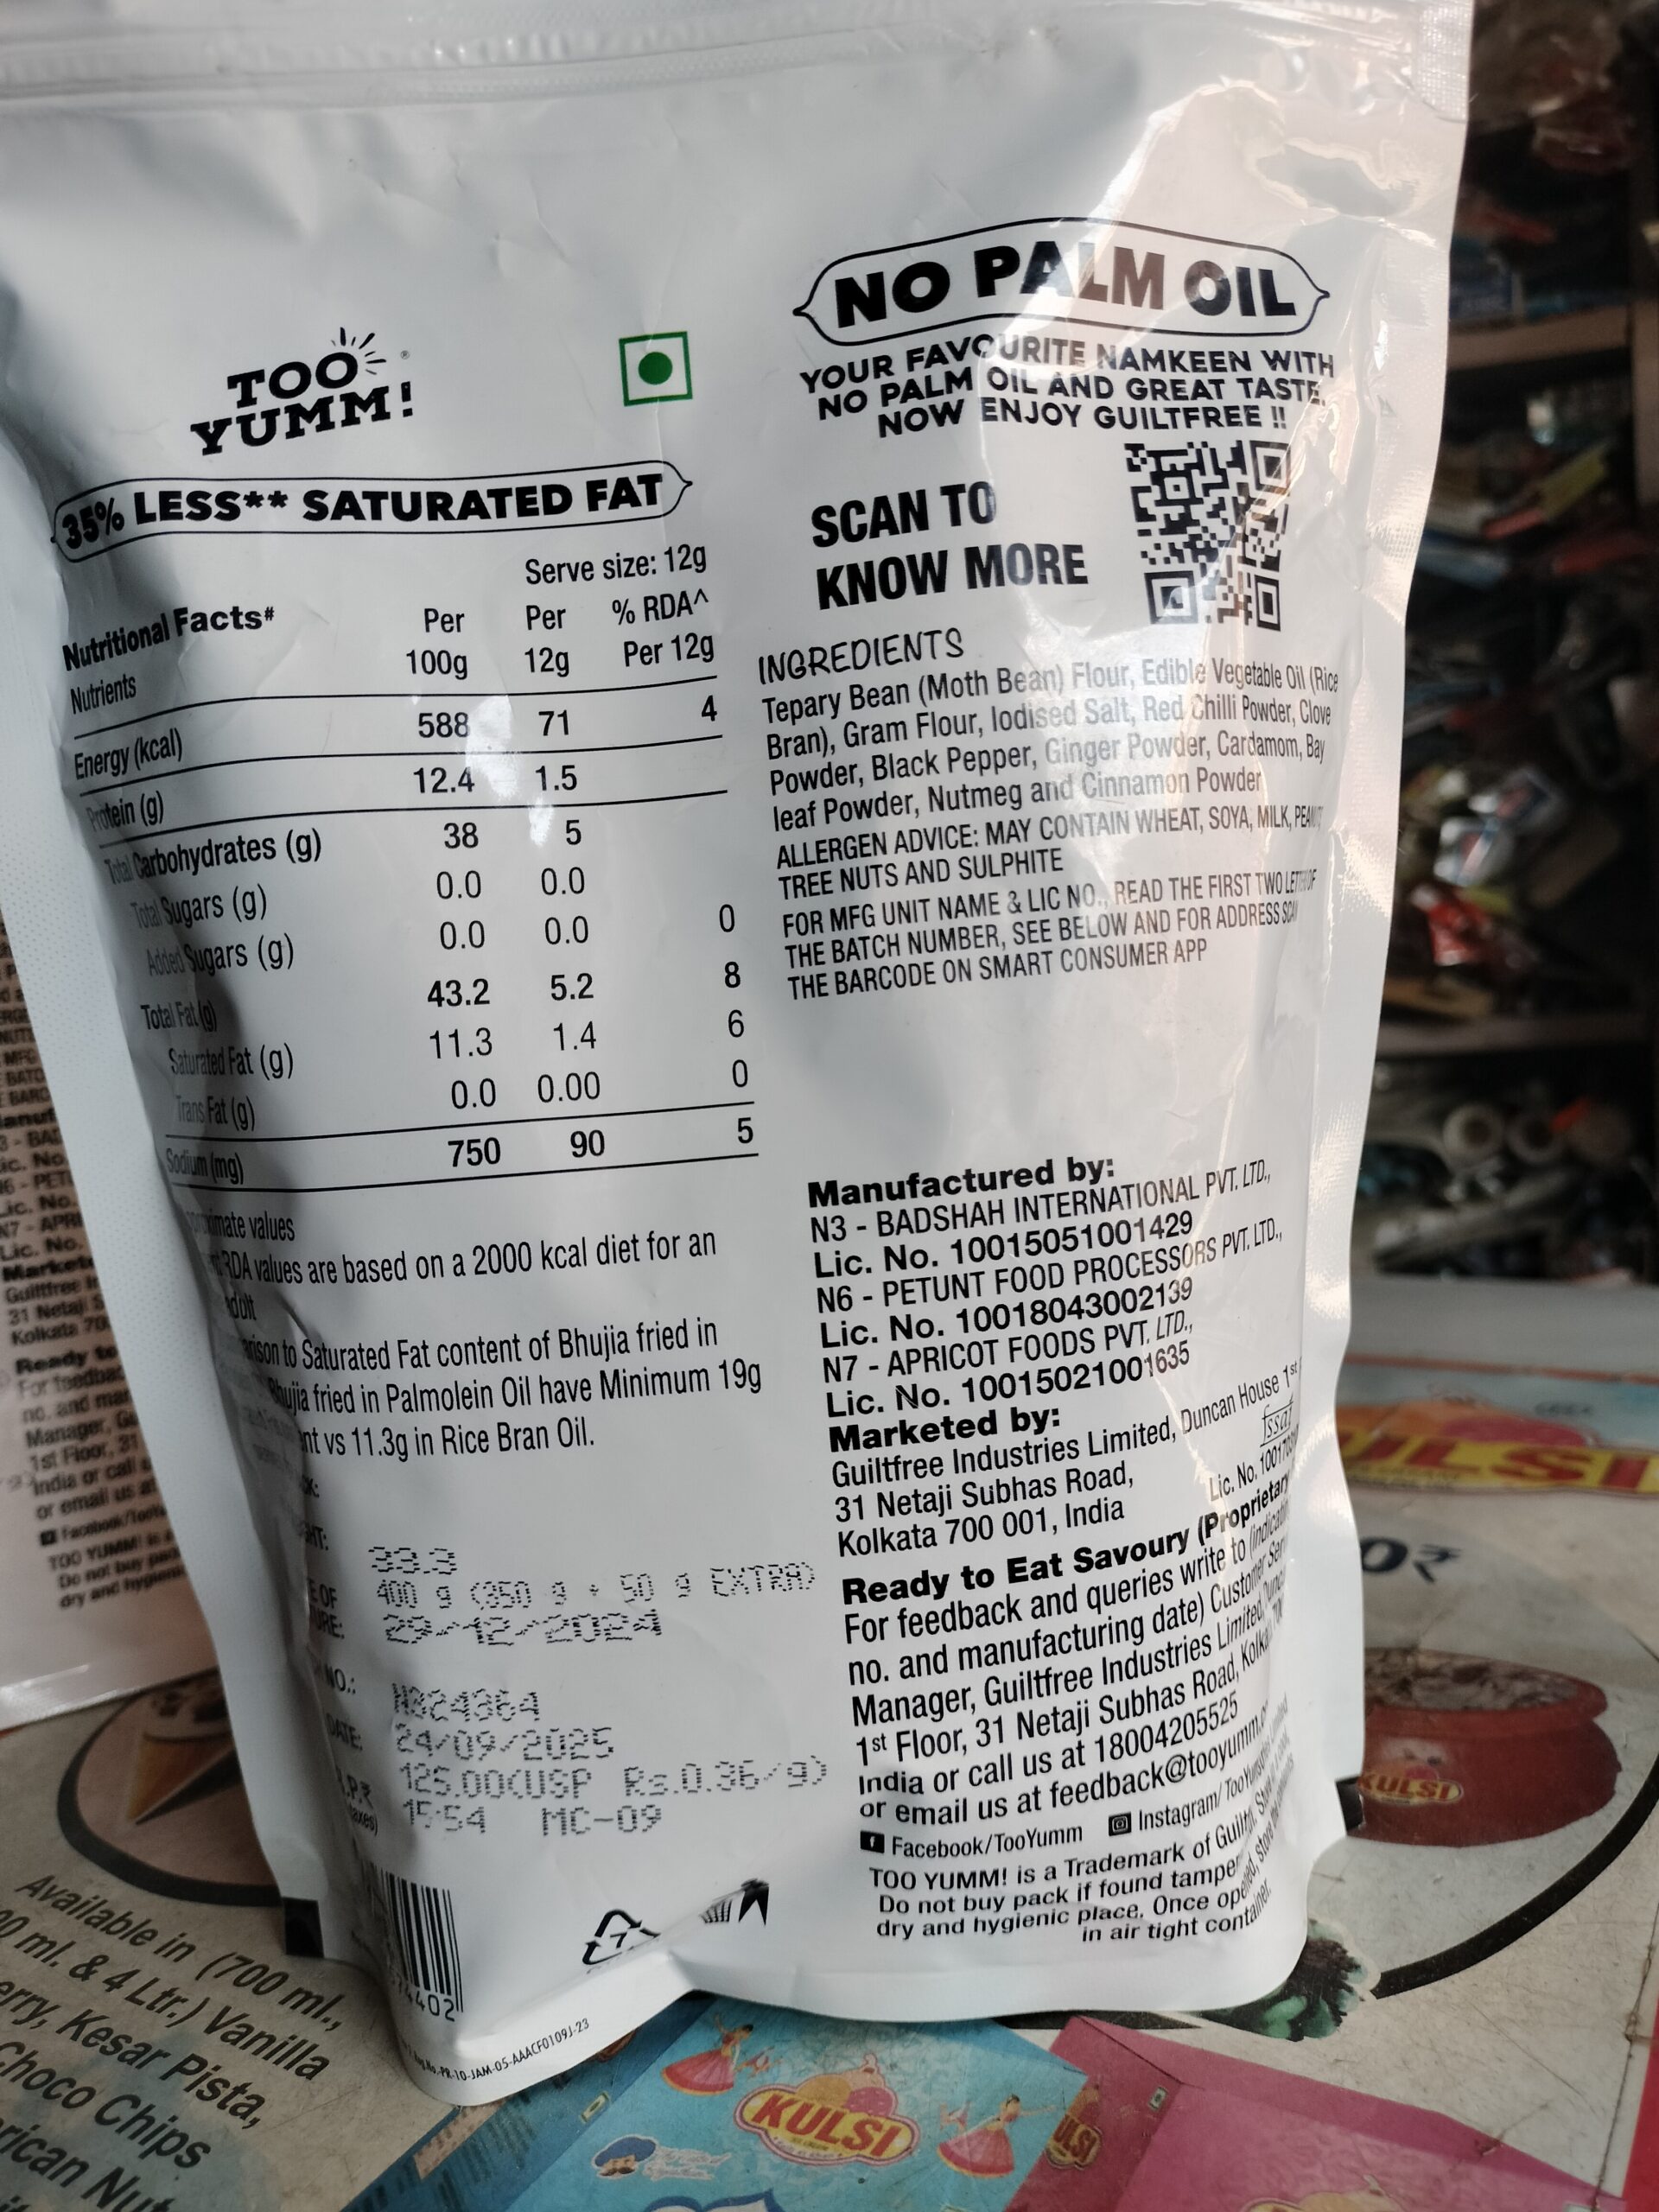 TOO
YUMM!
35% LESS** SATURATED FAT
Serve size: 12g
Nutritional Facts#
Nutrients
Per 100g
Per 12g
% RDA^ Per 12g
Energy (kcal) 588 71 4
Protein (g) 12.4 1.5
Total Carbohydrates (g) 38 5
Total Sugars (g) 0.0 0.0
Added Sugars (g) 0.0 0.0 0
Total Fat (g) 43.2 5.2 8
Saturated Fat (g) 11.3 1.4 6
Trans Fat (g) 0.0 0.00 0
Sodium (mg) 750 90 5
values
RDA values are based on a 2000 kcal diet for an
adult
to Saturated Fat content of Bhujia fried in
Bhujia fried in Palmolein Oil have Minimum 19g
vs 11.3g in Rice Bran Oil.
33.3
400 g (350 g + 50 g EXTRA)
29/12/2024
NO.: N324364
DATE: 24/09/2025
125.00(USP Rs.0.36/g)
15:54 MC-09
7
NO PALM OIL
YOUR FAVOURITE NAMKEEN WITH
NO PALM OIL AND GREAT TASTE.
NOW ENJOY GUILTFREE !!
SCAN TO
KNOW MORE
INGREDIENTS
Tepary Bean (Moth Bean) Flour, Edible Vegetable Oil (Rice
Bran), Gram Flour, Iodised Salt, Red Chilli Powder, Clove
Powder, Black Pepper, Ginger Powder, Cardamom, Bay
leaf Powder, Nutmeg and Cinnamon Powder
ALLERGEN ADVICE: MAY CONTAIN WHEAT, SOYA, MILK,
TREE NUTS AND SULPHITE
FOR MFG UNIT NAME & LIC NO., READ THE FIRST TWO
THE BATCH NUMBER, SEE BELOW AND FOR ADDRESS
THE BARCODE ON SMART CONSUMER APP
Manufactured by:
N3 - BADSHAH INTERNATIONAL PVT. LTD.,
Lic. No. 10015051001429
N6 - PETUNT FOOD PROCESSORS PVT. LTD.,
Lic. No. 10018043002139
N7 - APRICOT FOODS PVT. LTD.,
Lic. No. 10015021001635
Marketed by:
Guiltfree Industries Limited, Duncan House 1st
31 Netaji Subhas Road,
Kolkata 700 001, India
fssai
Lic. No.
Ready to Eat Savoury (Proprietary
For feedback and queries write to
no. and manufacturing date) Customer
Manager, Guiltfree Industries Limited,
1st Floor, 31 Netaji Subhas Road,
India or call us at 18004205525
or email us at
Facebook/TooYumm Instagram/
TOO YUMM! is a Trademark of
Do not buy pack if found
dry and hygienic place. Once opened,
in air tight container.
Available in (700 ml.,
ml. & 4 Ltr.) Vanilla
Kesar Pista,
Choco Chips
KULSI
KULSI